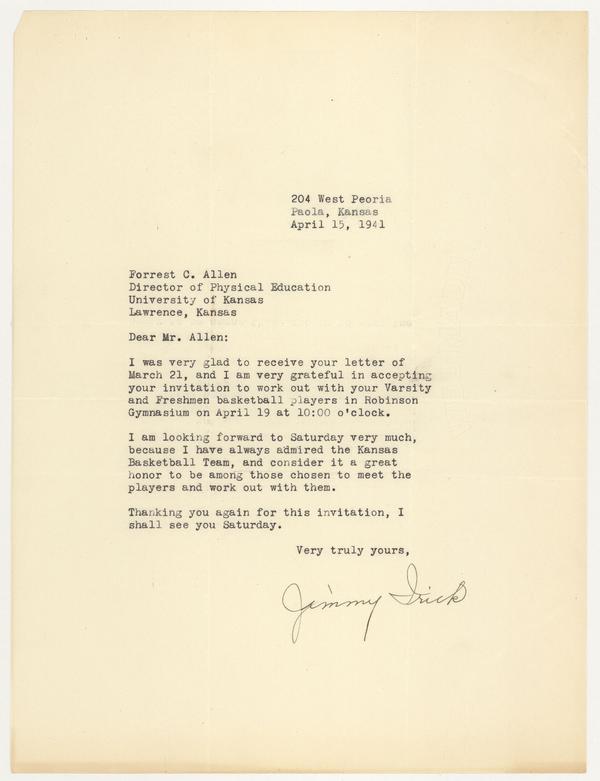 204 West Peoria
Paola, Kansas
April 15, 1941
Forrest C. Allen
Director of Physical Education
University of Kansas
Lawrence, Kansas
Dear Mr. Allen:
I was very glad to receive your letter of
March 21, and I am very grateful in accepting
your invitation to work out with your Varsity
and Freshmen basketball players in Robinson
Gymnasium on April 19 at 10:00 o'clock.
I am looking forward to Saturday very much,
because I have always admired the Kansas
Basketball Team, and consider it a great
honor to be among those chosen to meet the
players and work out with them.
Thanking you again for this invitation, I
shall see you Saturday.
Very truly yours,
Jimmy Irick